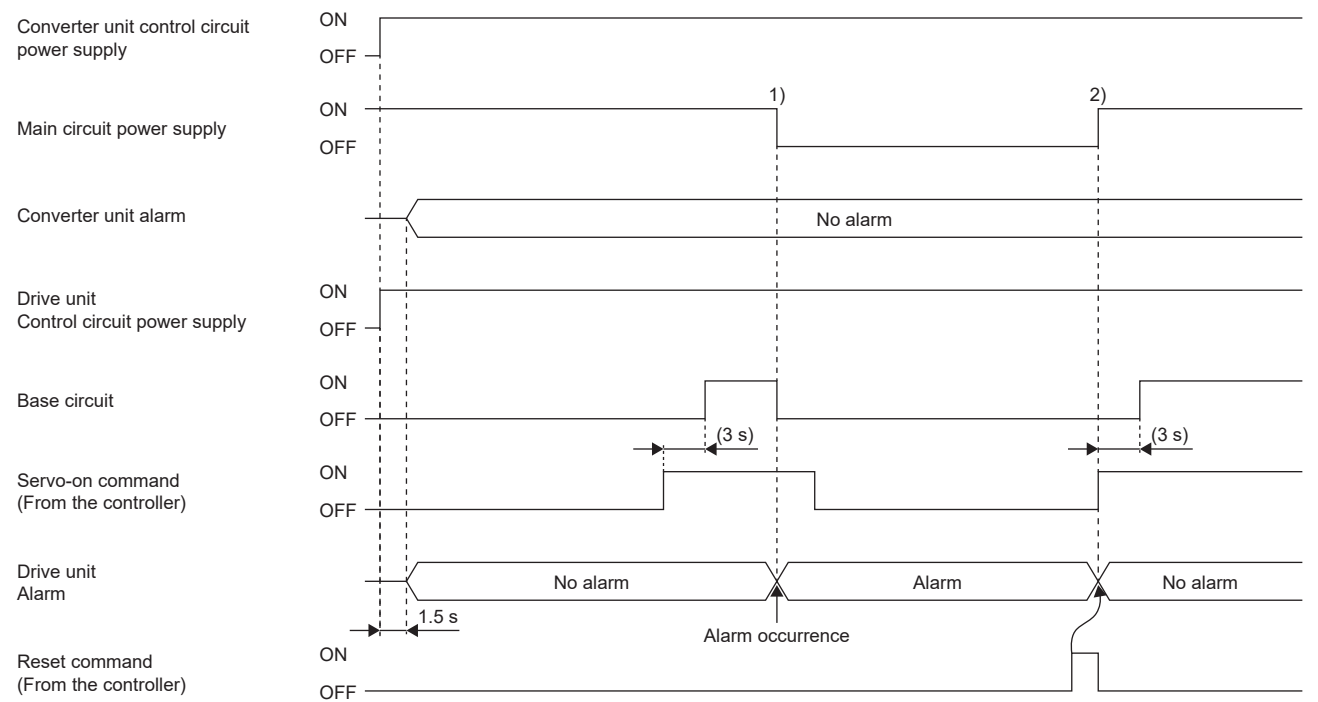 Converter unit control circuit
power supply
ON
OFF
1)
2)
Main circuit power supply
ON
OFF
Converter unit alarm
No alarm
Drive unit
Control circuit power supply
ON
OFF
Base circuit
ON
OFF
(3 s)
(3 s)
Servo-on command
(From the controller)
ON
OFF
Drive unit
Alarm
No alarm
Alarm
No alarm
1.5 s
Alarm occurrence
Reset command
(From the controller)
ON
OFF